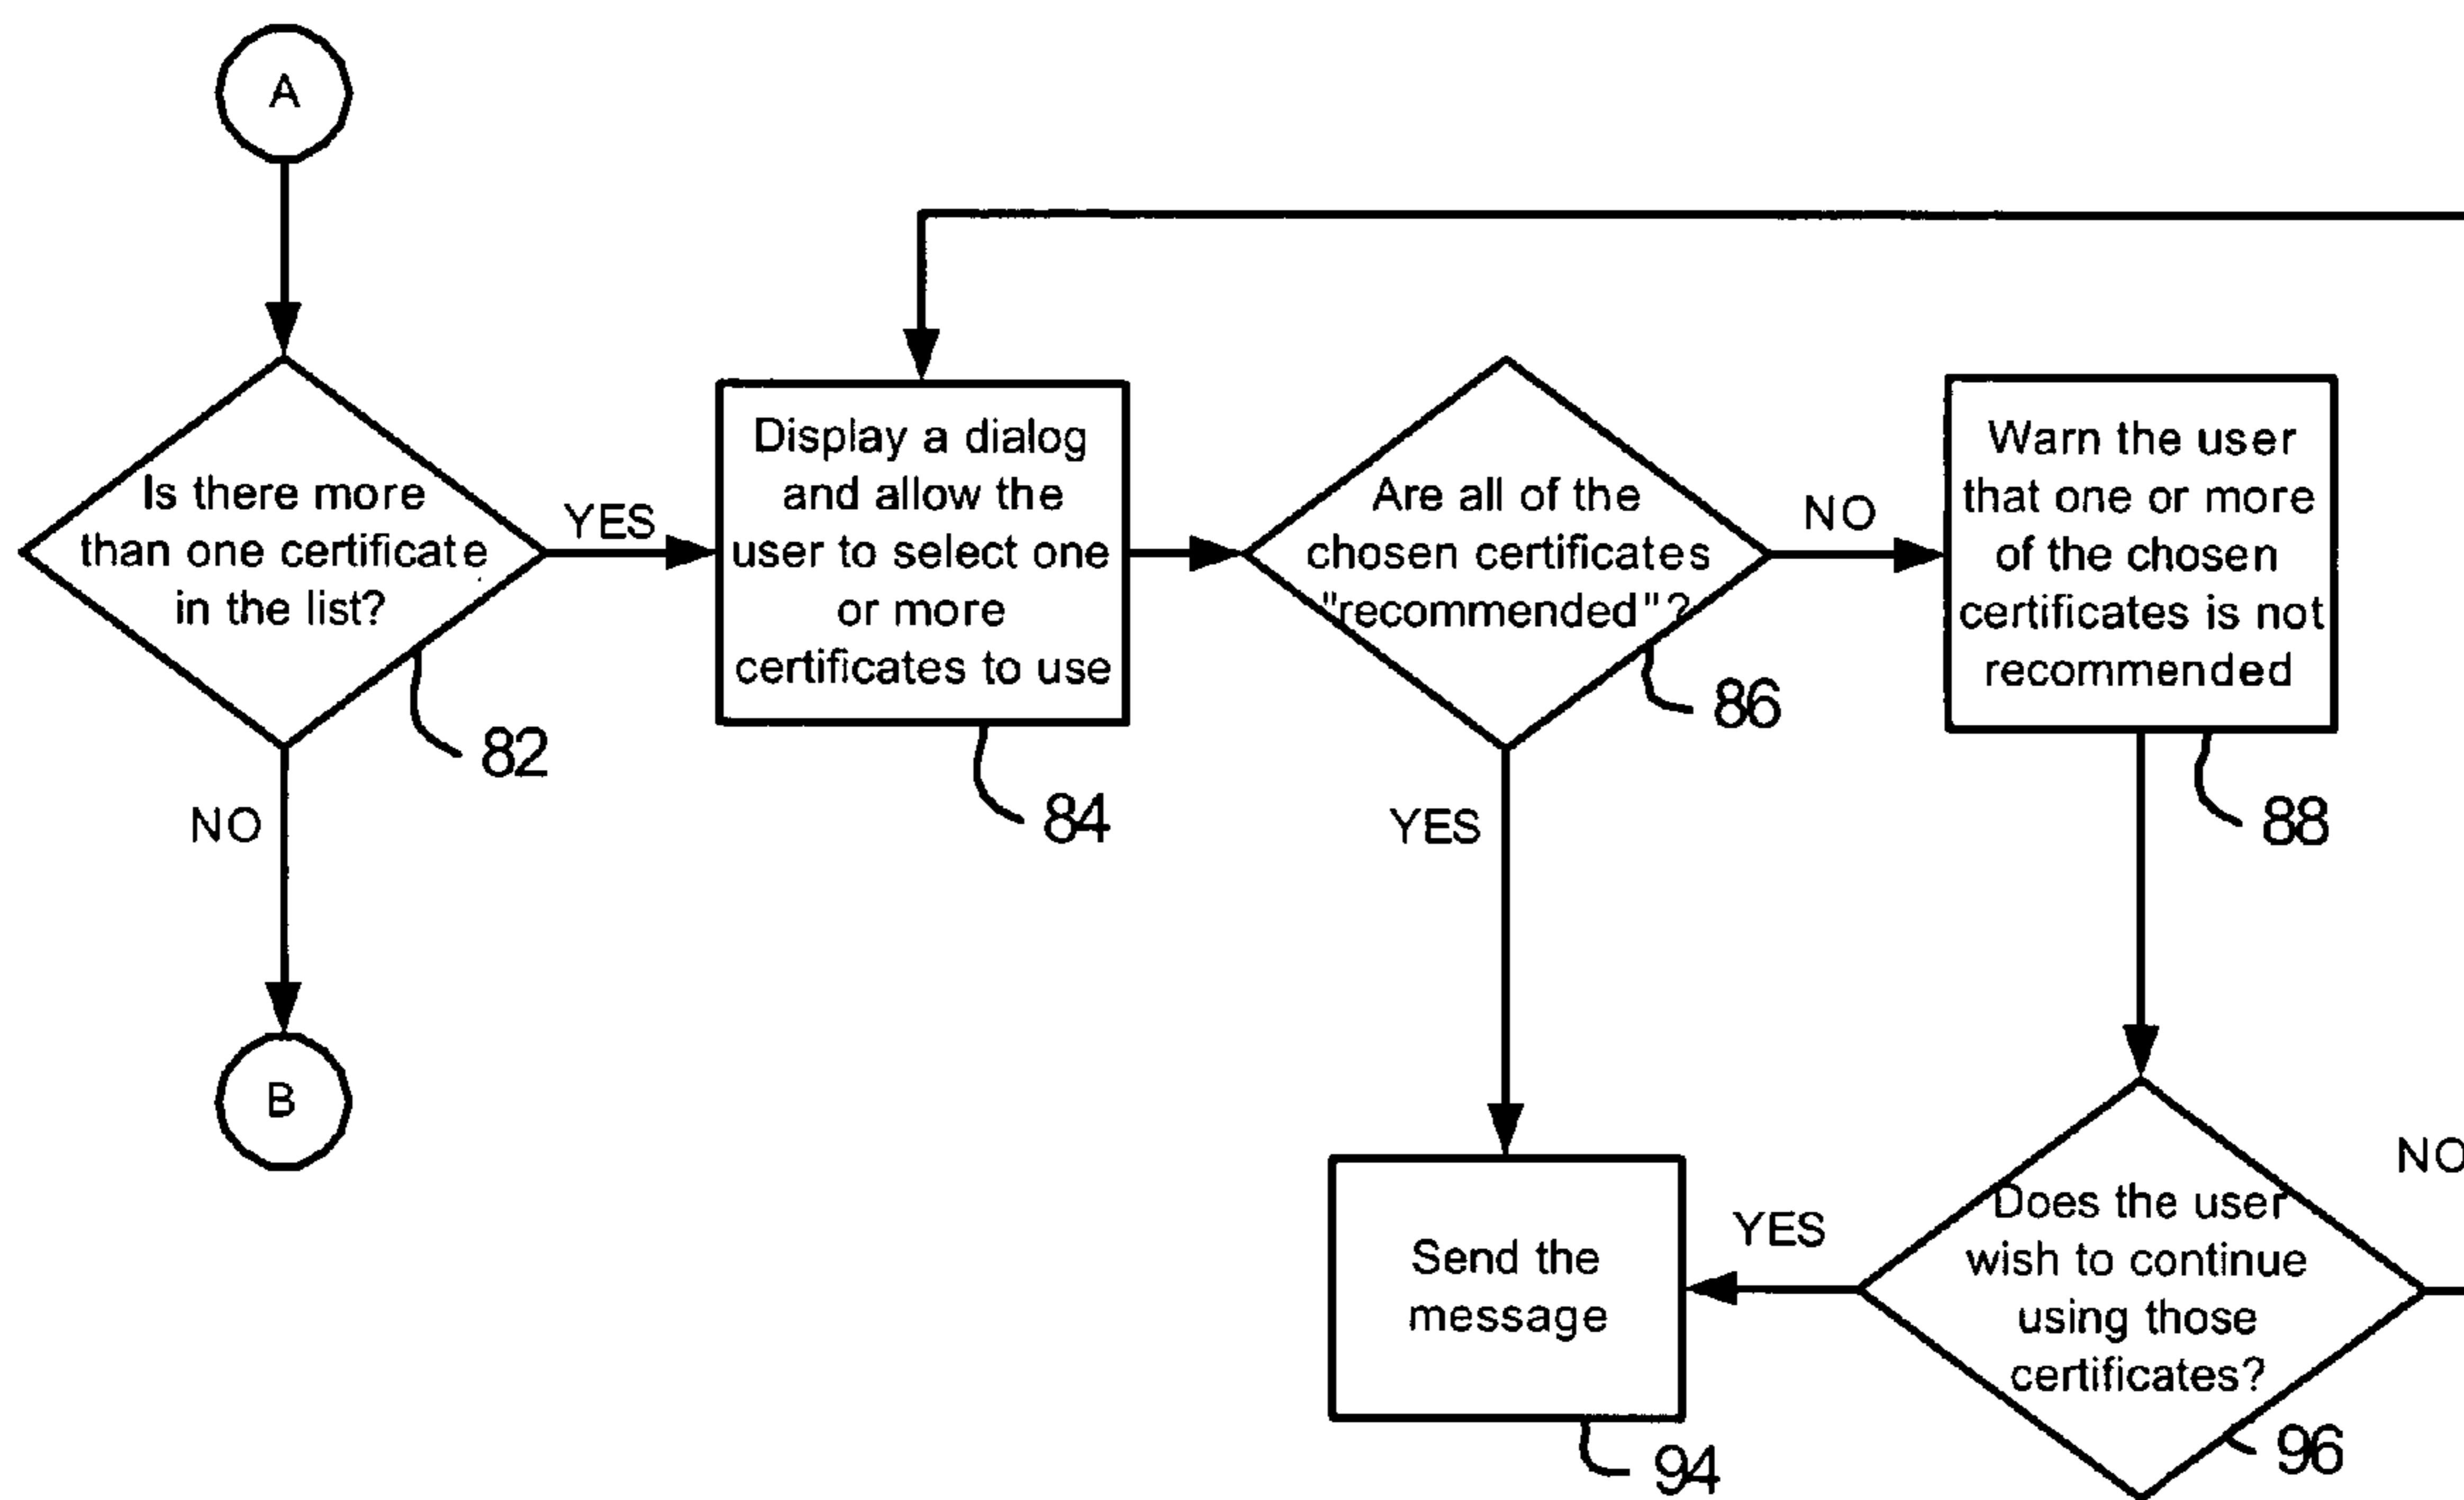 A
Is there more
than one certificate
in the list?
YES
NO
82
B
Display a dialog
and allow the
user to select one
or more
certificates to use
84
Are all of the
chosen certificates
"recommended"?
86
NO
YES
Warn the user
that one or more
of the chosen
certificates is not
recommended
88
Send the
message
94
YES
Does the user
wish to continue
using those
certificates?
96
NO